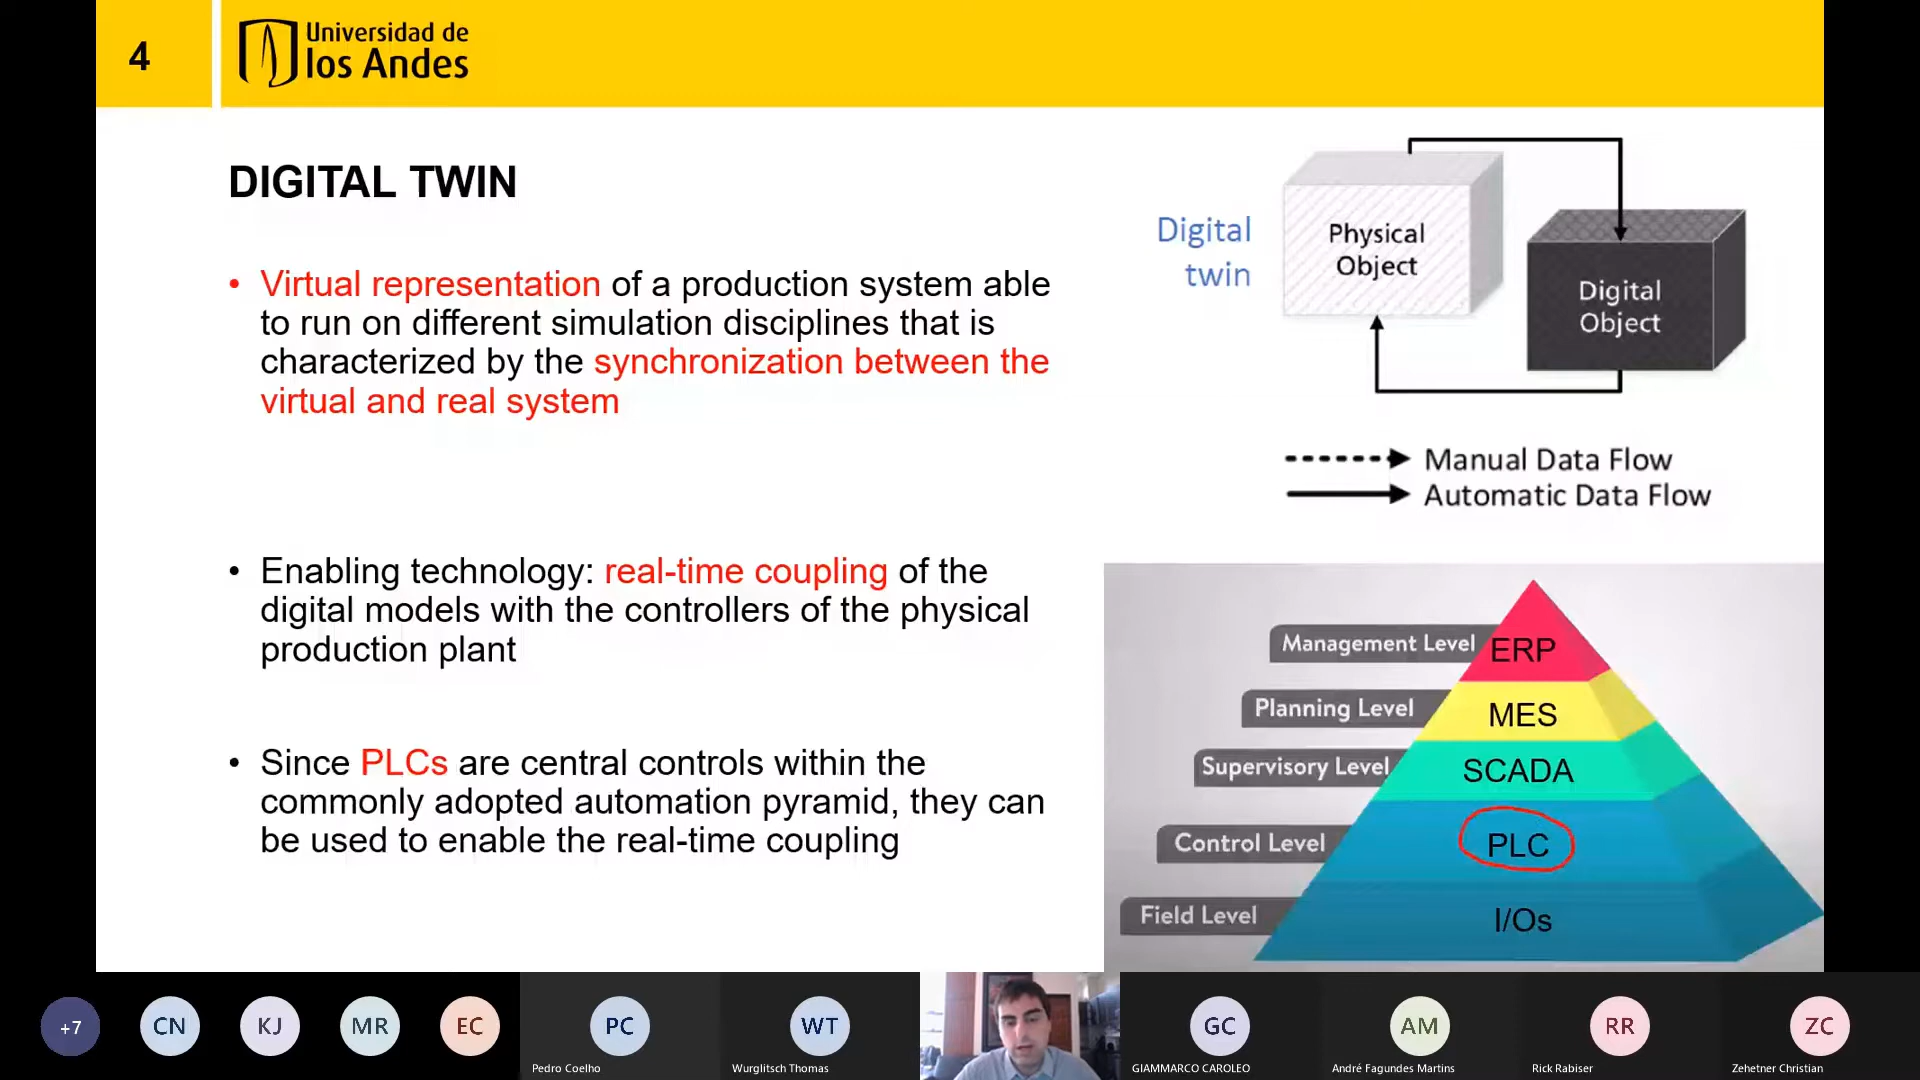 4
Universidad de
los Andes
DIGITAL TWIN
• Virtual representation of a production system able
to run on different simulation disciplines that is
characterized by the synchronization between the
virtual and real system
• Enabling technology: real-time coupling of the
digital models with the controllers of the physical
production plant
• Since PLCs are central controls within the
commonly adopted automation pyramid, they can
be used to enable the real-time coupling
Digital
twin
Physical
Object
Digital
Object
Manual Data Flow
Automatic Data Flow
Management Level ERP
Planning Level MES
Supervisory Level SCADA
Control Level PLC
Field Level I/Os
+7 CN KJ MR EC PC WT GC AM RR ZC
Pedro Coelho Wurglitsch Thomas GIAMMARCO CAROLEO André Fagundes Martins Rick Rabiser Zehetner Christian